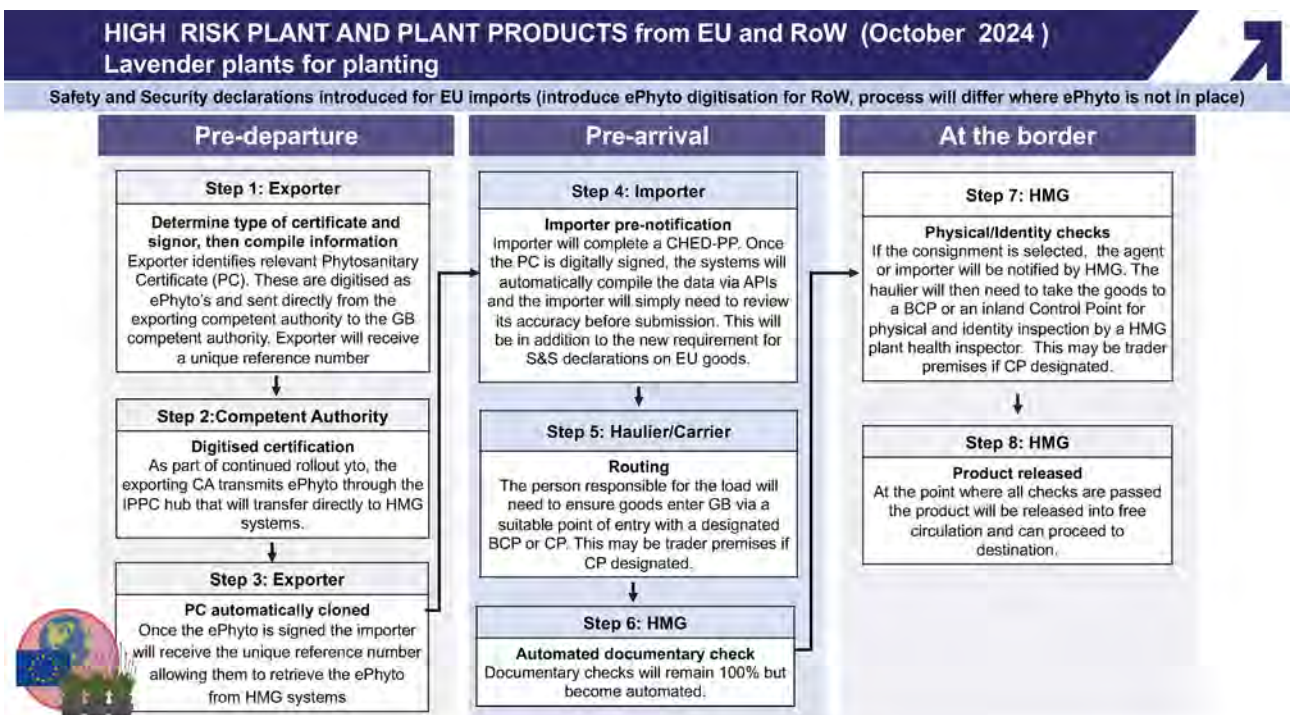 HIGH RISK PLANT AND PLANT PRODUCTS from EU and RoW (October 2024 )
Lavender plants for planting
Safety and Security declarations introduced for EU imports (introduce ePhyto digitisation for RoW, process will differ where ePhyto is not in place)
Pre-departure
Step 1: Exporter
Determine type of certificate and
signor, then compile information
Exporter identifies relevant Phytosanitary
Certificate (PC). These are digitised as
ePhyto's and sent directly from the
exporting competent authority to the GB
competent authority. Exporter will receive
a unique reference number
Step 2:Competent Authority
Digitised certification
As part of continued rollout yto, the
exporting CA transmits ePhyto through the
IPPC hub that will transfer directly to HMG
systems.
Step 3: Exporter
PC automatically cloned
Once the ePhyto is signed the importer
will receive the unique reference number
allowing them to retrieve the ePhyto
from HMG systems
Pre-arrival
Step 4: Importer
Importer pre-notification
Importer will complete a CHED-PP. Once
the PC is digitally signed, the systems will
automatically compile the data via APIs
and the importer will simply need to review
its accuracy before submission. This will
be in addition to the new requirement for
S&S declarations on EU goods.
Step 5: Haulier/Carrier
Routing
The person responsible for the load will
need to ensure goods enter GB via a
suitable point of entry with a designated
BCP or CP. This may be trader premises if
CP designated.
Step 6: HMG
Automated documentary check
Documentary checks will remain 100% but
become automated.
At the border
Step 7: HMG
Physical/Identity checks
If the consignment is selected, the agent
or importer will be notified by HMG. The
haulier will then need to take the goods to
a BCP or an inland Control Point for
physical and identity inspection by a HMG
plant health inspector. This may be trader
premises if CP designated.
Step 8: HMG
Product released
At the point where all checks are passed
the product will be released into free
circulation and can proceed to
destination.